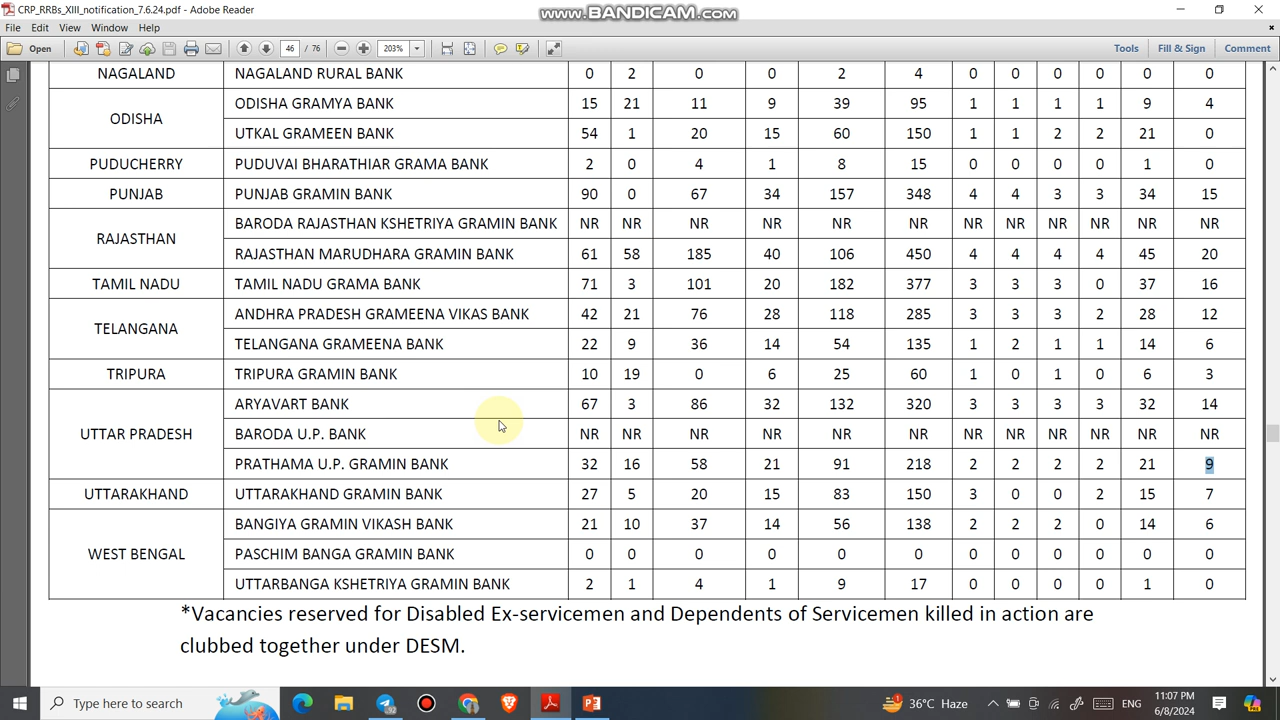 CRP_RRBs_XIII_notification_7.6.24.pdf - Adobe Reader
www.BANDICAM.com
File Edit View Window Help
Open 46 / 76 203% Tools Fill & Sign Comment
NAGALAND NAGALAND RURAL BANK 0 2 0 0 2 4 0 0 0 0 0 0
ODISHA
ODISHA GRAMYA BANK 15 21 11 9 39 95 1 1 1 1 9 4
UTKAL GRAMEEN BANK 54 1 20 15 60 150 1 1 2 2 21 0
PUDUCHERRY PUDUVAI BHARATHIAR GRAMA BANK 2 0 4 1 8 15 0 0 0 0 1 0
PUNJAB PUNJAB GRAMIN BANK 90 0 67 34 157 348 4 4 3 3 34 15
RAJASTHAN
BARODA RAJASTHAN KSHETRIYA GRAMIN BANK NR NR NR NR NR NR NR NR NR NR NR NR
RAJASTHAN MARUDHARA GRAMIN BANK 61 58 185 40 106 450 4 4 4 4 45 20
TAMIL NADU TAMIL NADU GRAMA BANK 71 3 101 20 182 377 3 3 3 0 37 16
TELANGANA
ANDHRA PRADESH GRAMEENA VIKAS BANK 42 21 76 28 118 285 3 3 3 2 28 12
TELANGANA GRAMEENA BANK 22 9 36 14 54 135 1 2 1 1 14 6
TRIPURA TRIPURA GRAMIN BANK 10 19 0 6 25 60 1 0 1 0 6 3
UTTAR PRADESH
ARYAVART BANK 67 3 86 32 132 320 3 3 3 3 32 14
BARODA U.P. BANK NR NR NR NR NR NR NR NR NR NR NR NR
PRATHAMA U.P. GRAMIN BANK 32 16 58 21 91 218 2 2 2 2 21 9
UTTARAKHAND UTTARAKHAND GRAMIN BANK 27 5 20 15 83 150 3 0 0 2 15 7
WEST BENGAL
BANGIYA GRAMIN VIKASH BANK 21 10 37 14 56 138 2 2 2 0 14 6
PASCHIM BANGA GRAMIN BANK 0 0 0 0 0 0 0 0 0 0 0 0
UTTARBANGA KSHETRIYA GRAMIN BANK 2 1 4 1 9 17 0 0 0 0 1 0
*Vacancies reserved for Disabled Ex-servicemen and Dependents of Servicemen killed in action are
clubbed together under DESM.
Type here to search 1 36°C Haze ENG 11:07 PM
6/8/2024